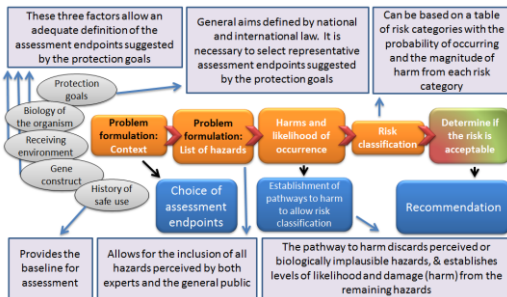 These three factors allow an
adequate definition of the
assessment endpoints suggested
by the protection goals
General aims defined by national
and international law.  It is
necessary to select representative
assessment endpoints suggested
by the protection goals
Can be based on a table
of risk categories with the
probability of occurring
and the magnitude of
harm from each risk
category
Protection
goals
Biology of
the organism
Receiving
environment
Gene
construct
History of
safe use
Problem
formulation:
Context
Problem
formulation:
List of hazards
Harms and
likelihood of
occurrence
Risk
classification
Determine if
the risk is
acceptable
Choice of
assessment
endpoints
Establishment of
pathways to harm
to allow risk
classification
Recommendation
Provides the
baseline for
assessment
Allows for the inclusion of all
hazards perceived by both
experts and the general public
The pathway to harm discards perceived or
biologically implausible hazards, & establishes
levels of likelihood and damage (harm) from the
remaining hazards